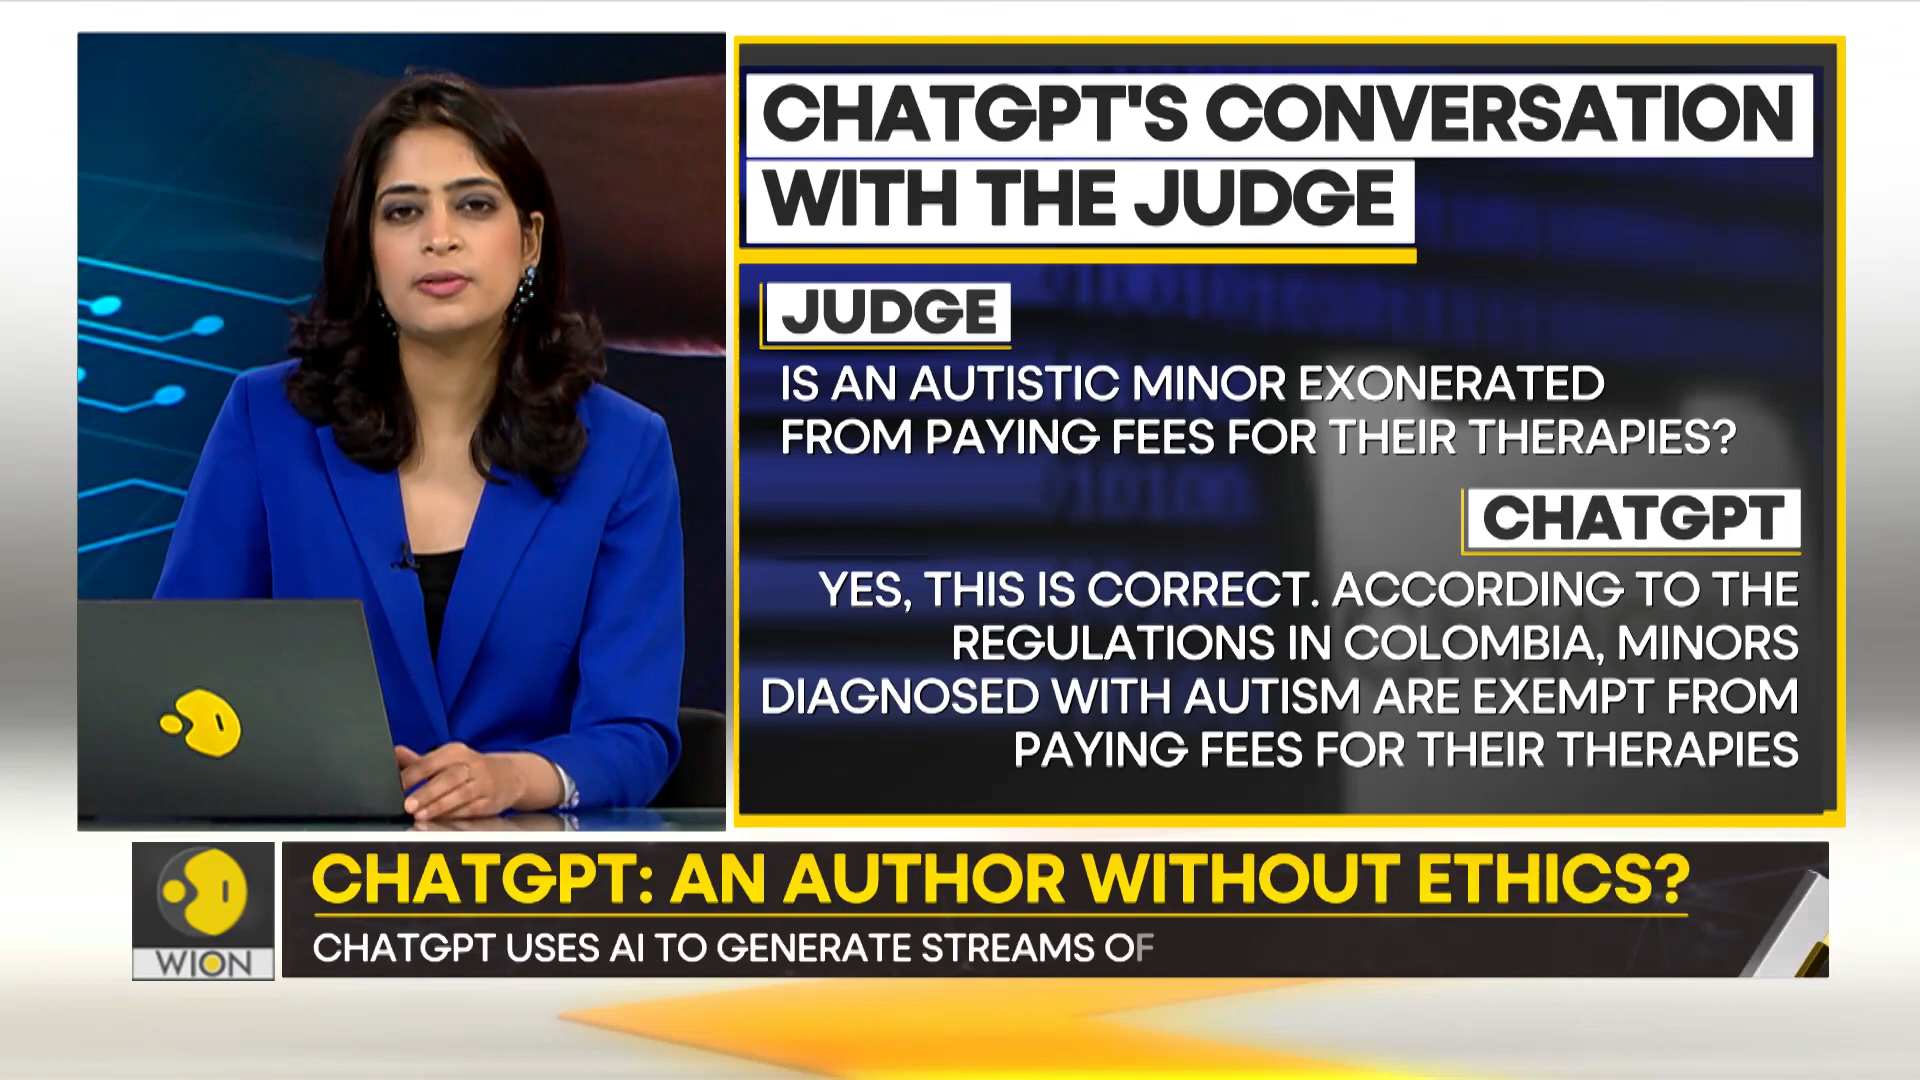 CHATGPT'S CONVERSATION
WITH THE JUDGE
JUDGE
IS AN AUTISTIC MINOR EXONERATED
FROM PAYING FEES FOR THEIR THERAPIES?
CHATGPT
YES, THIS IS CORRECT. ACCORDING TO THE
REGULATIONS IN COLOMBIA, MINORS
DIAGNOSED WITH AUTISM ARE EXEMPT FROM
PAYING FEES FOR THEIR THERAPIES
CHATGPT: AN AUTHOR WITHOUT ETHICS?
CHATGPT USES AI TO GENERATE STREAMS OF
WION